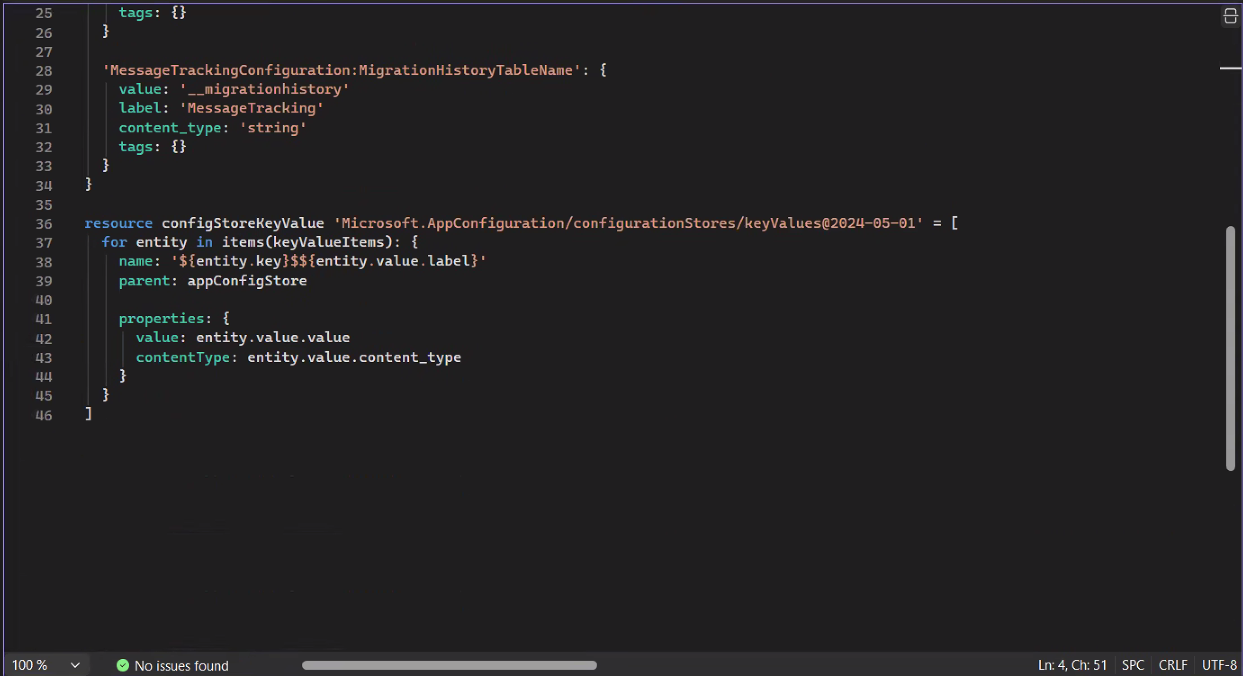 25 tags: {}
26 }
27
28 'MessageTrackingConfiguration:MigrationHistoryTableName': {
29 value: '__migrationhistory'
30 label: 'MessageTracking'
31 content_type: 'string'
32 tags: {}
33 }
34 }
35
36 resource configStoreKeyValue 'Microsoft.AppConfiguration/configurationStores/keyValues@2024-05-01' = [
37 for entity in items(keyValueItems): {
38 name: '${entity.key}$${entity.value.label}'
39 parent: appConfigStore
40
41 properties: {
42 value: entity.value.value
43 contentType: entity.value.content_type
44 }
45 }
46 ]
100 % No issues found Ln: 4, Ch: 51 SPC CRLF UTF-8